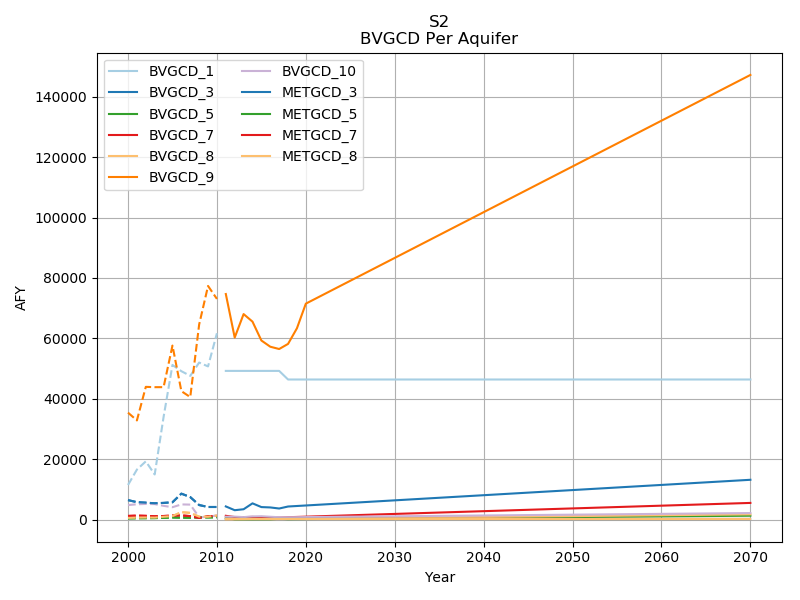 S2
BVGCD Per Aquifer
AFY
140000
120000
100000
80000
60000
40000
20000
0
BVGCD_1
BVGCD_3
BVGCD_5
BVGCD_7
BVGCD_8
BVGCD_9
BVGCD_10
METGCD_3
METGCD_5
METGCD_7
METGCD_8
2000 2010 2020 2030 2040 2050 2060 2070
Year